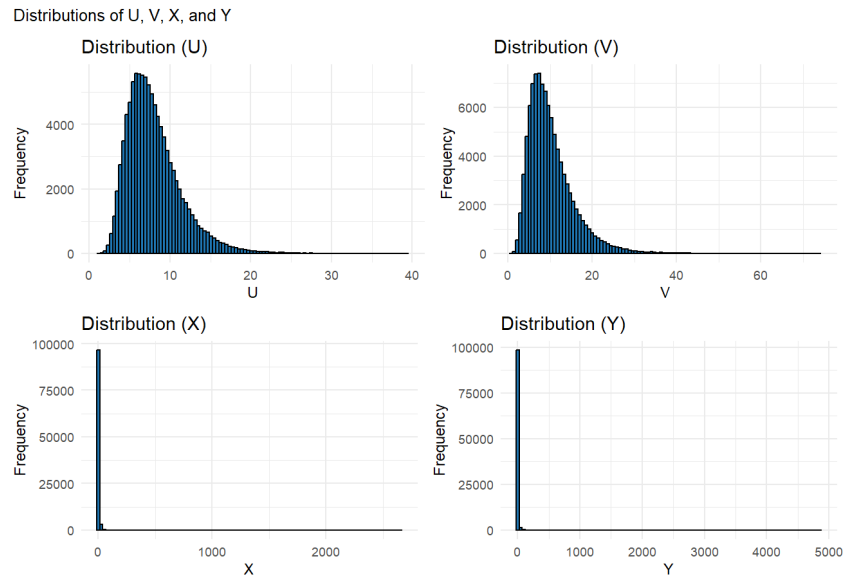 Distributions of U, V, X, and Y
Distribution (U)
Frequency
4000
2000
0
0 10 20 30 40
U
Distribution (V)
Frequency
6000
4000
2000
0
0 20 40 60
V
Distribution (X)
Frequency
100000
75000
50000
25000
0
0 1000 2000
X
Distribution (Y)
Frequency
100000
75000
50000
25000
0
0 1000 2000 3000 4000 5000
Y